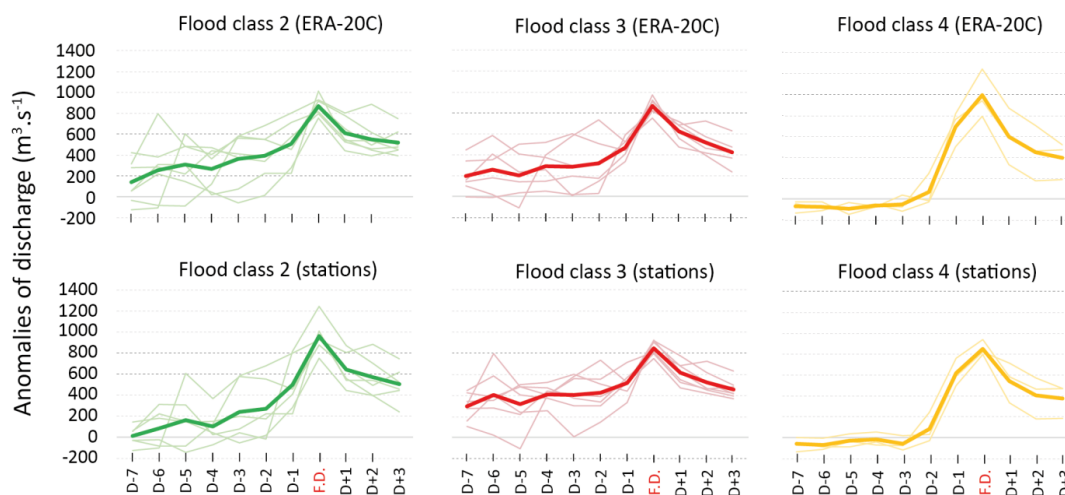 Flood class 2 (ERA-20C)
Flood class 3 (ERA-20C)
Flood class 4 (ERA-20C)
Anomalies of discharge (m³.s⁻¹)
1400
1200
1000
800
600
400
200
0
-200
Flood class 2 (stations)
Flood class 3 (stations)
Flood class 4 (stations)
1400
1200
1000
800
600
400
200
0
-200
D-7 D-6 D-5 D-4 D-3 D-2 D-1 F.D. D+1 D+2 D+3
D-7 D-6 D-5 D-4 D-3 D-2 D-1 F.D. D+1 D+2 D+3
D-7 D-6 D-5 D-4 D-3 D-2 D-1 F.D. D+1 D+2 D+3